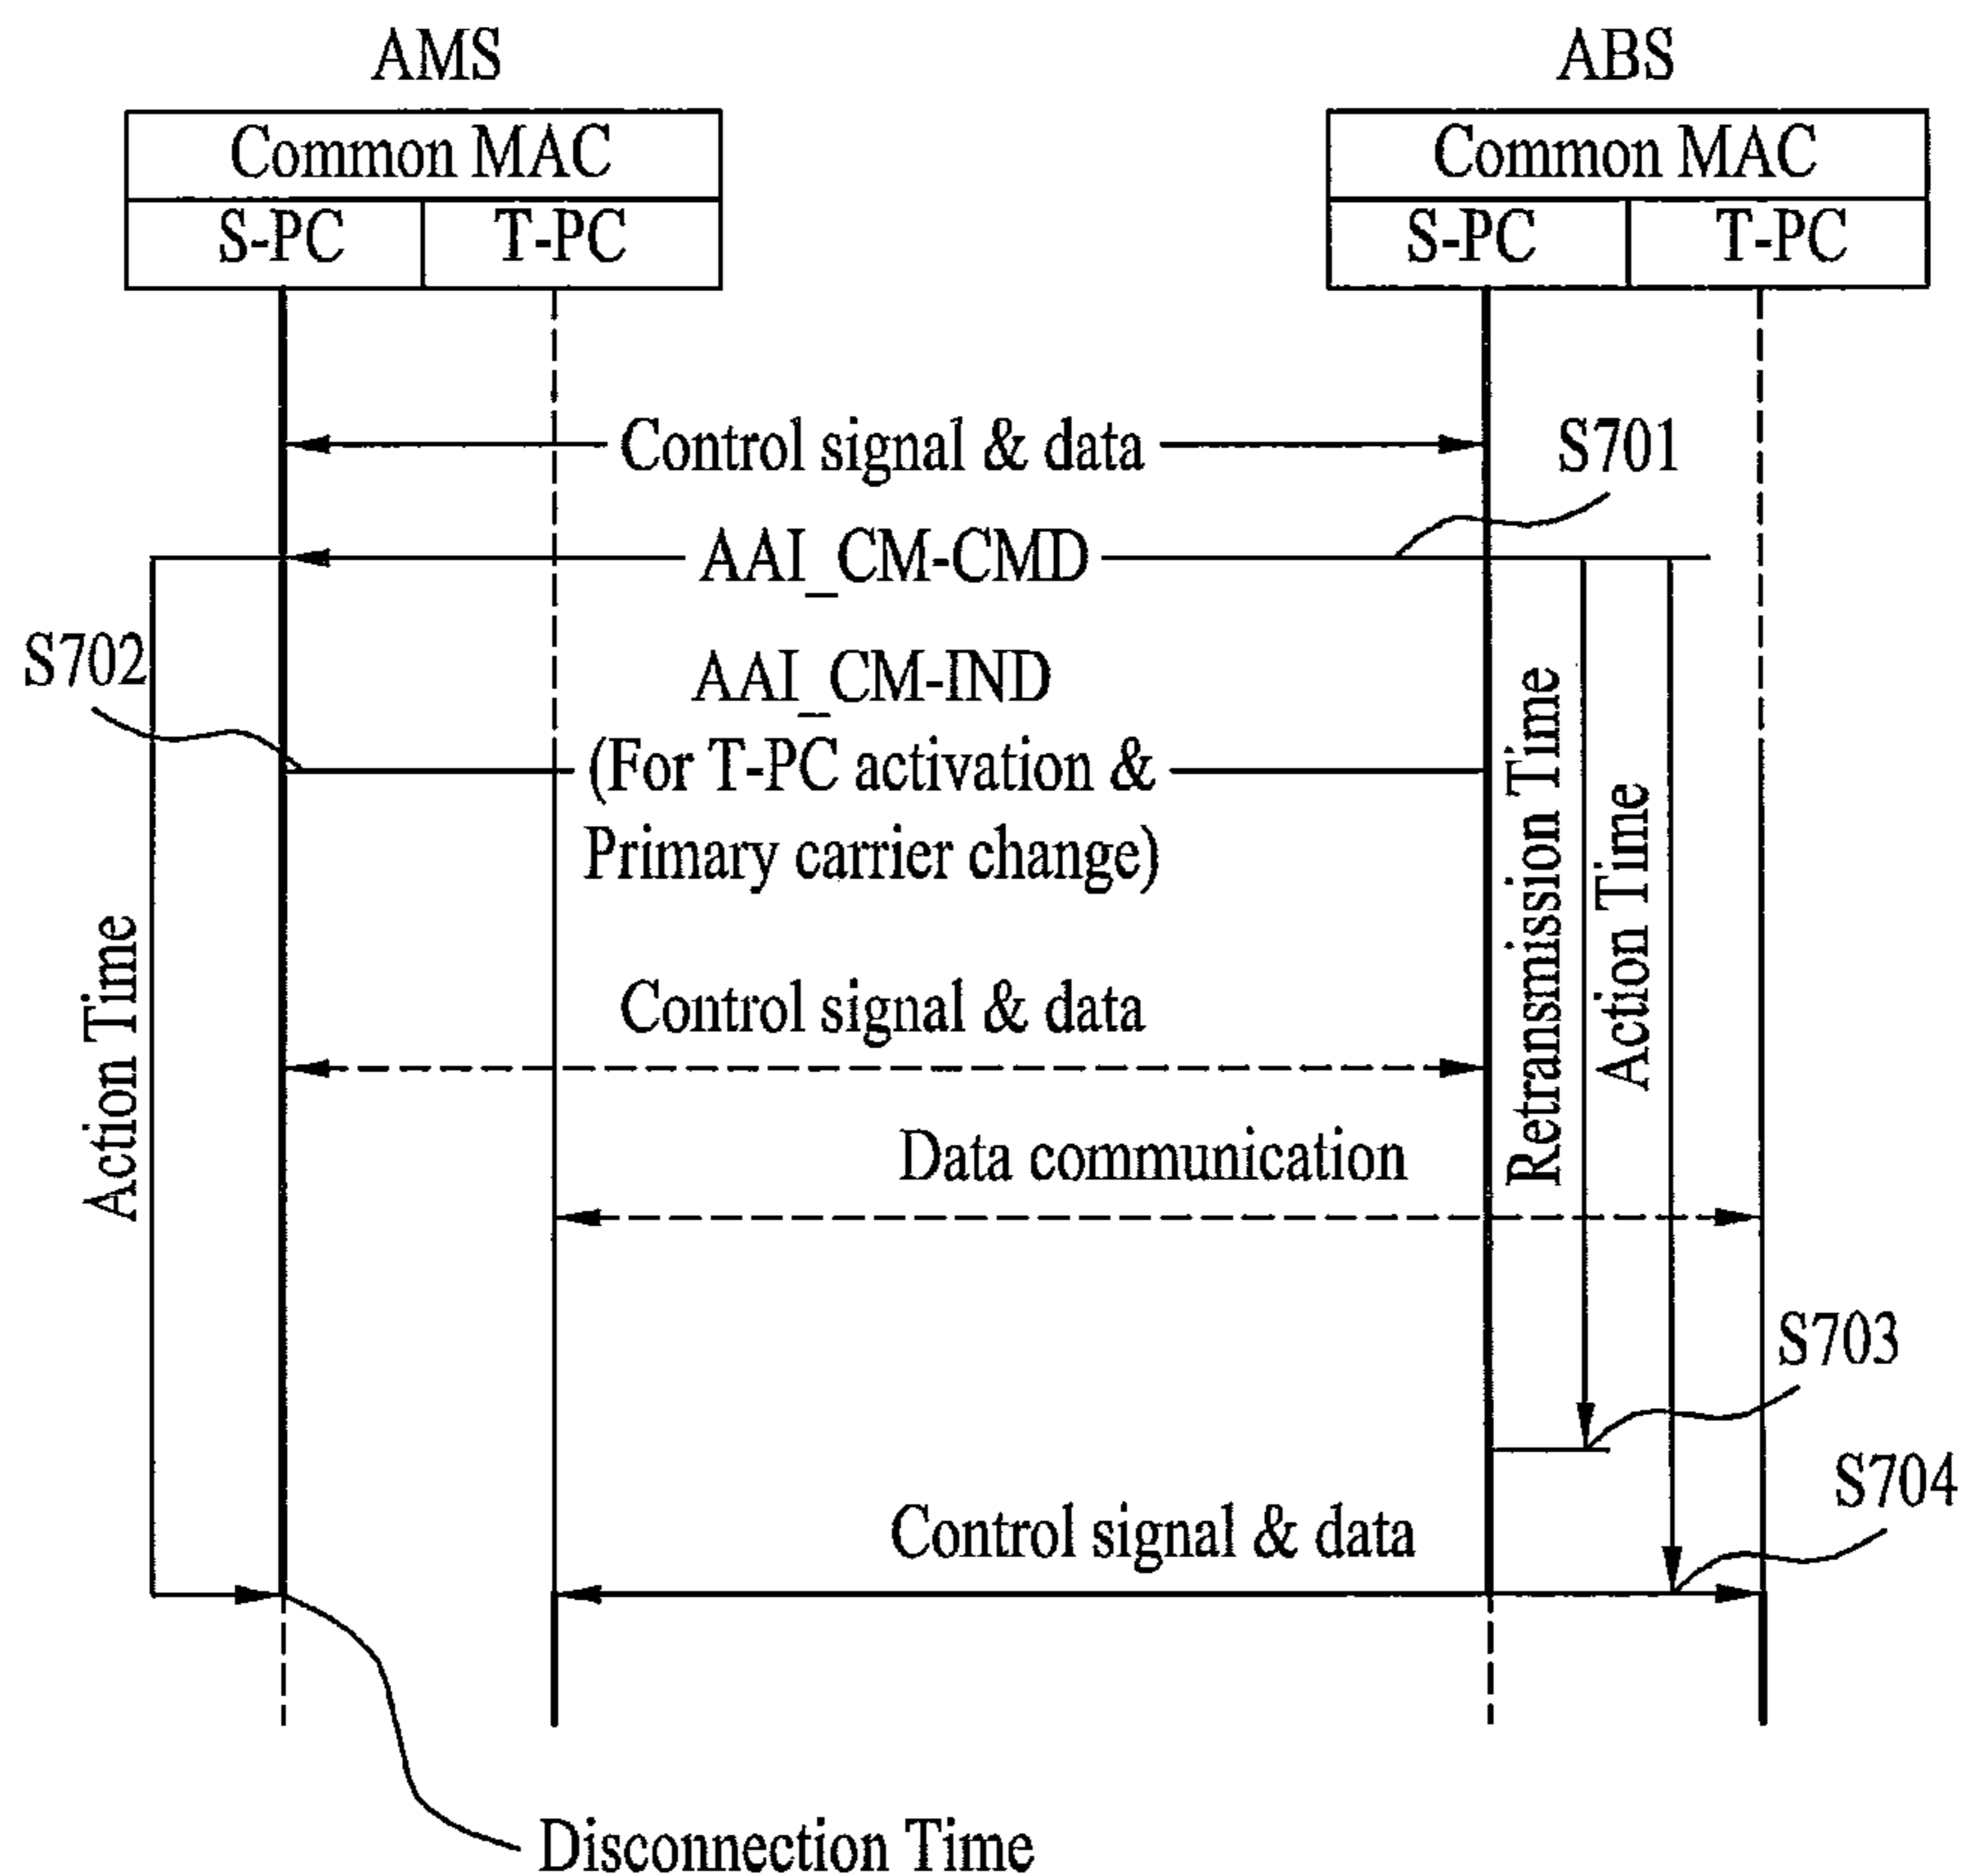 AMS
ABS
Common MAC
Common MAC
S-PC
T-PC
S-PC
T-PC
Control signal & data
S701
AAI_CM-CMD
S702
AAI_CM-IND
(For T-PC activation &
Primary carrier change)
Retransmission Time
Action Time
Action Time
Control signal & data
Data communication
S703
S704
Control signal & data
Disconnection Time